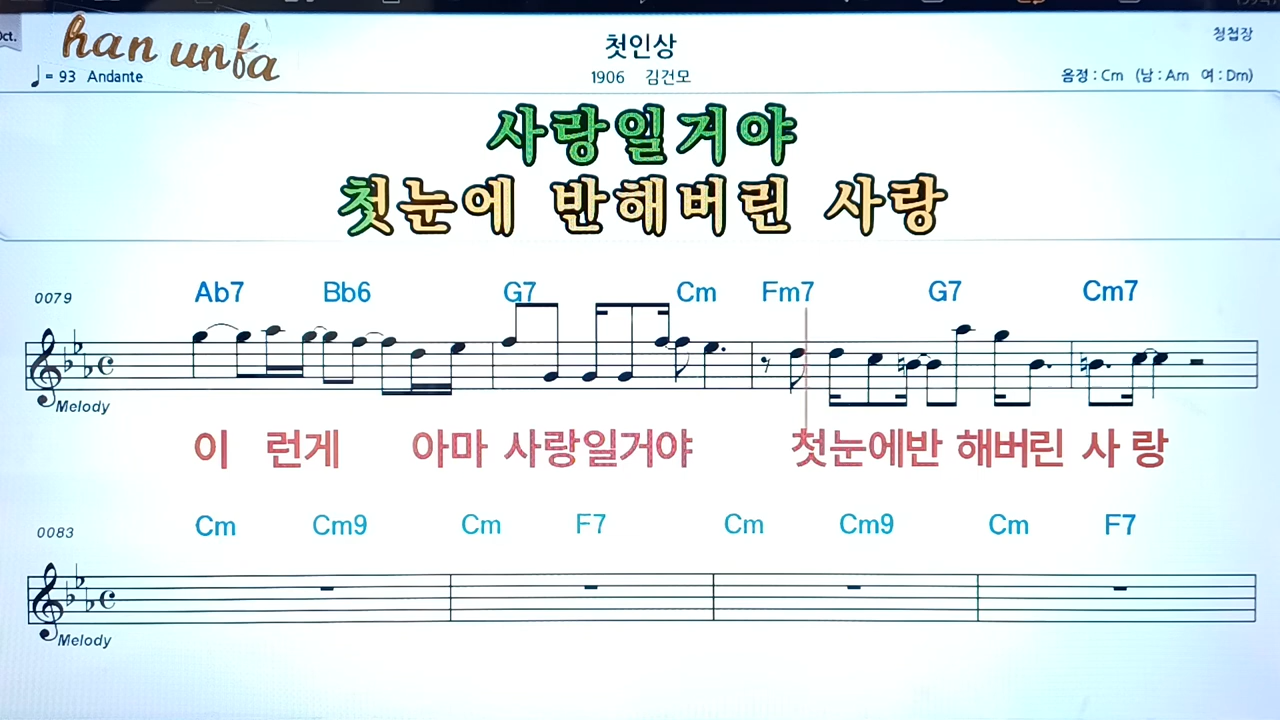 Oct.
han unfa
첫인상
청첩장
♩= 93 Andante
1906 김건모
음정 : Cm (남 : Am 여 : Dm)
사랑일거야
첫눈에 반해버린 사랑
0079 Ab7 Bb6 G7 Cm Fm7 G7 Cm7
Melody
이 런게 아마 사랑일거야 첫눈에반 해버린 사 랑
0083 Cm Cm9 Cm F7 Cm Cm9 Cm F7
Melody